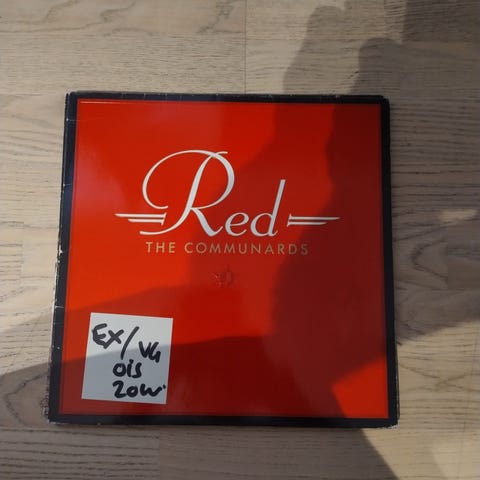 Red
THE COMMUNARDS
EX/VG
ois
20w